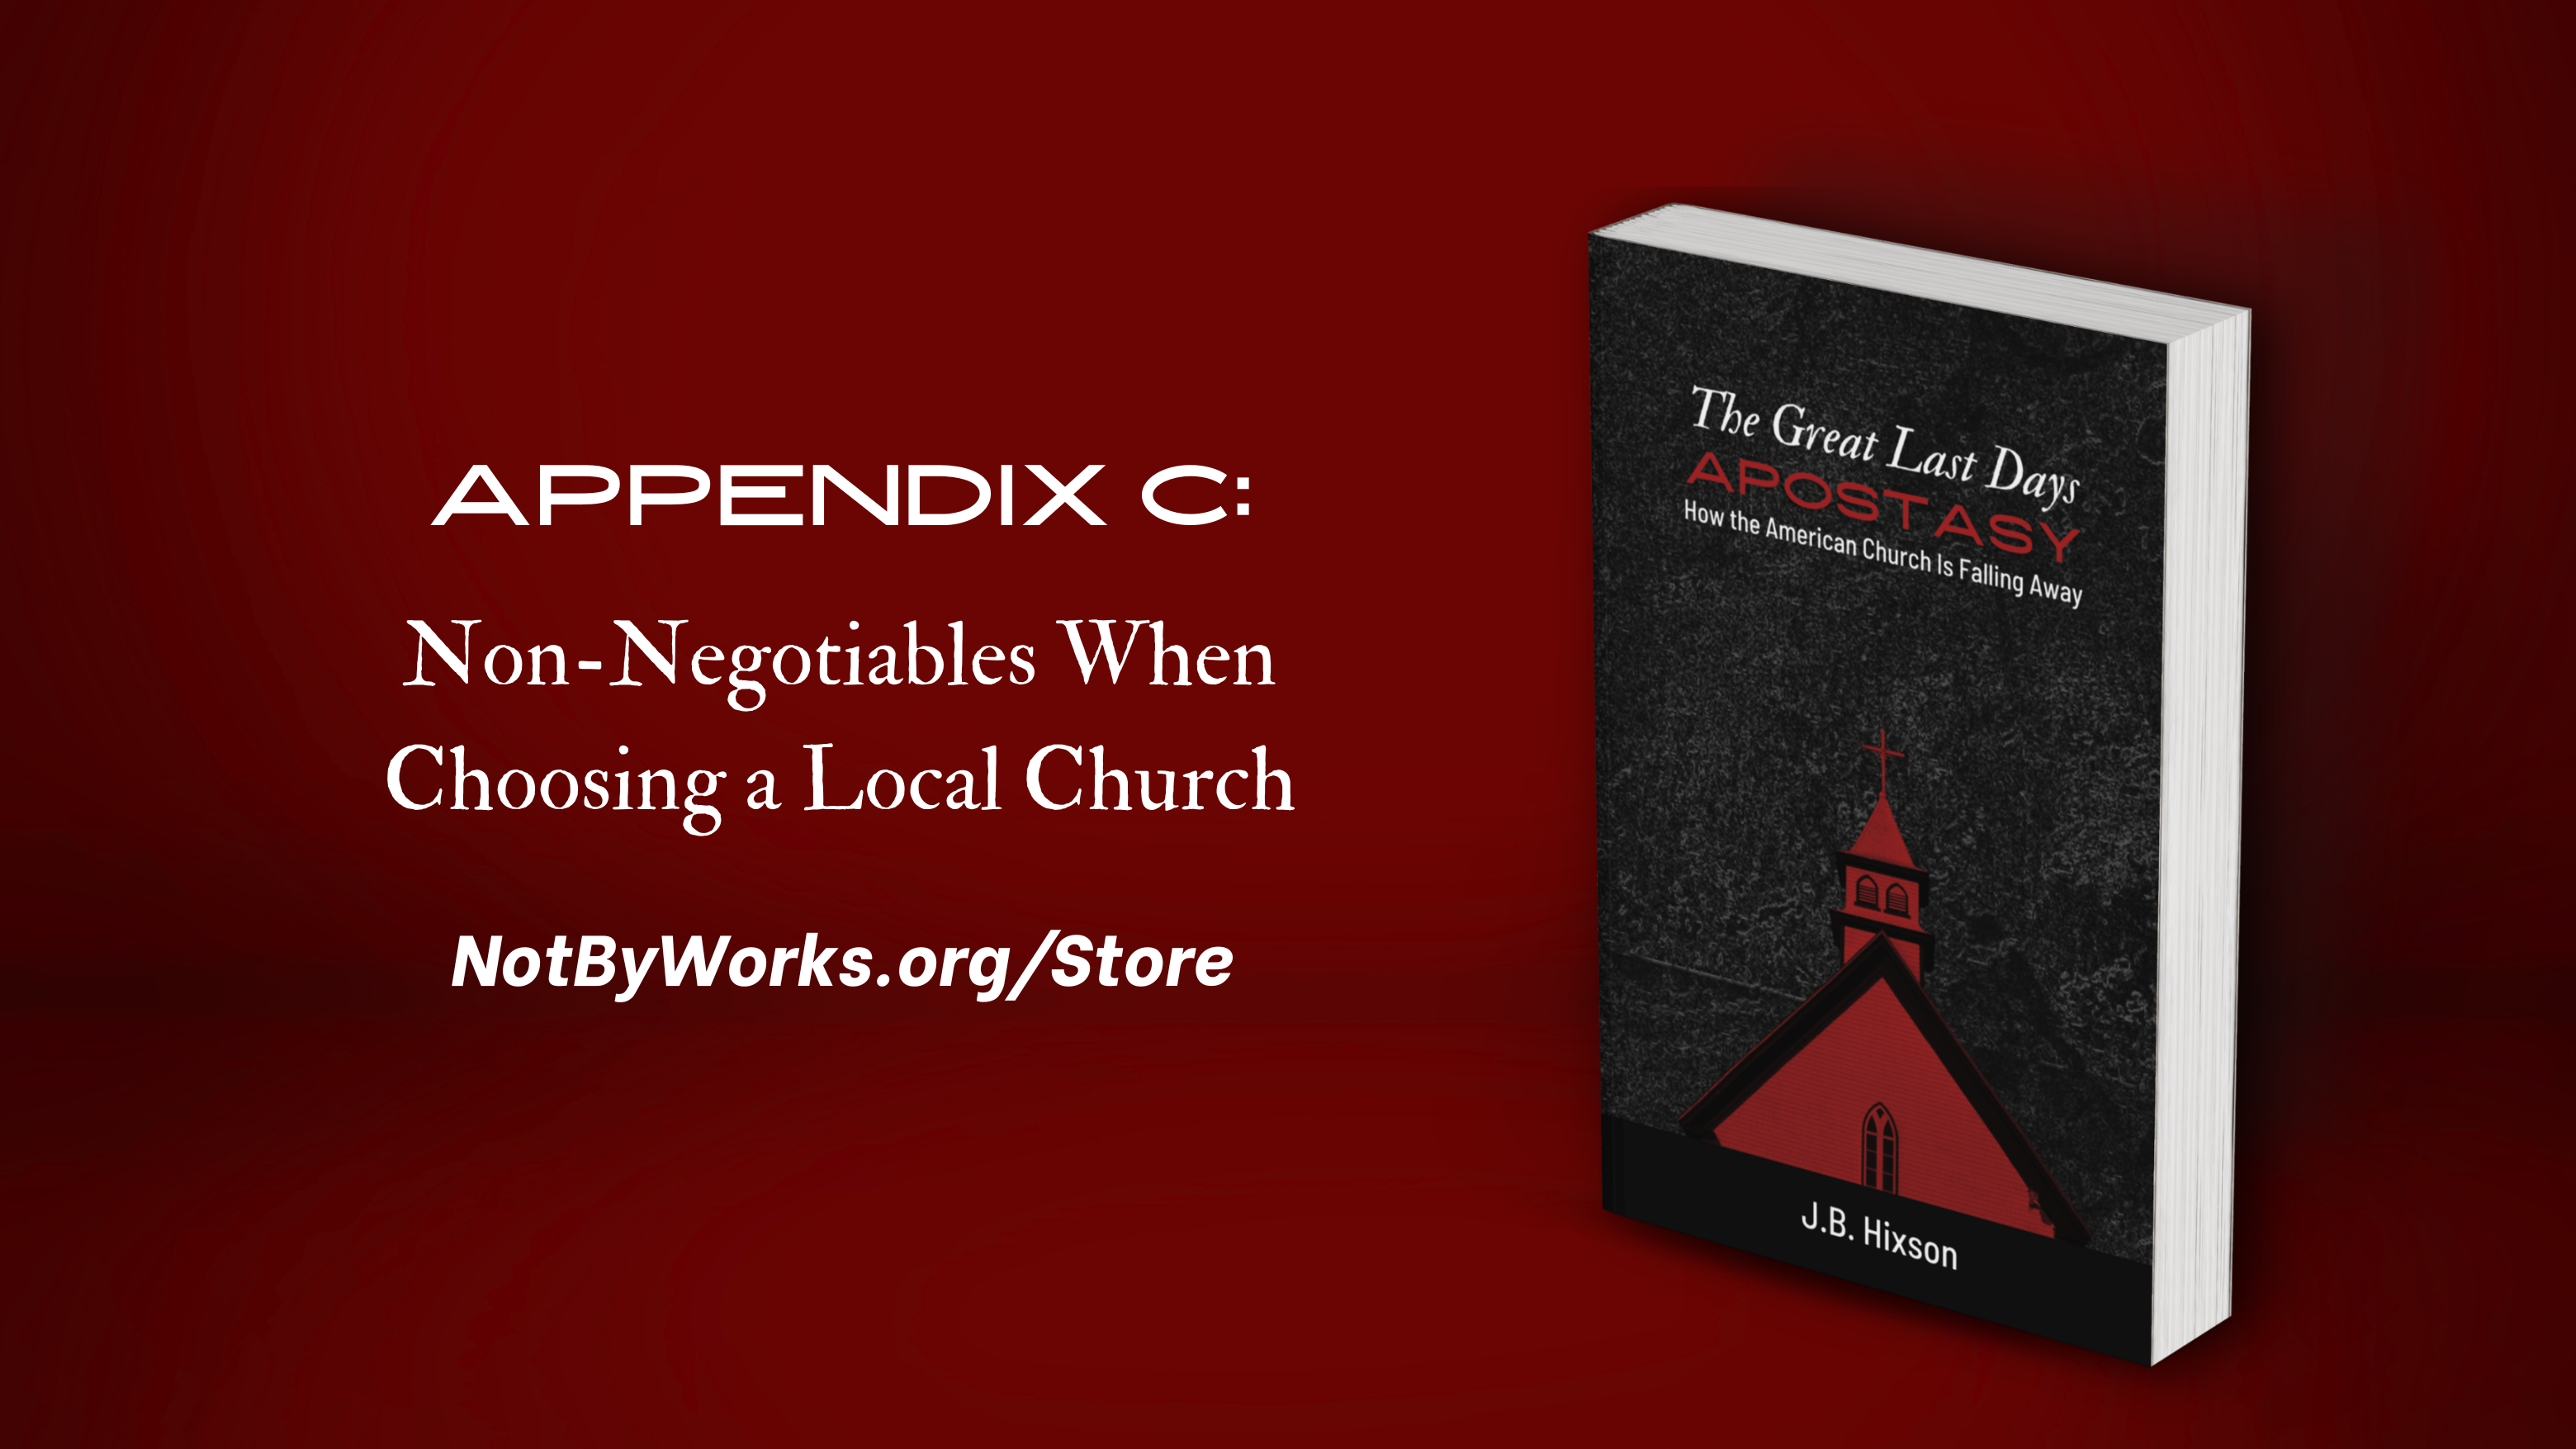 APPENDIX C:
Non-Negotiables When
Choosing a Local Church
NotByWorks.org/Store
The Great Last Days
APOSTASY
How the American Church Is Falling Away
J.B. Hixson